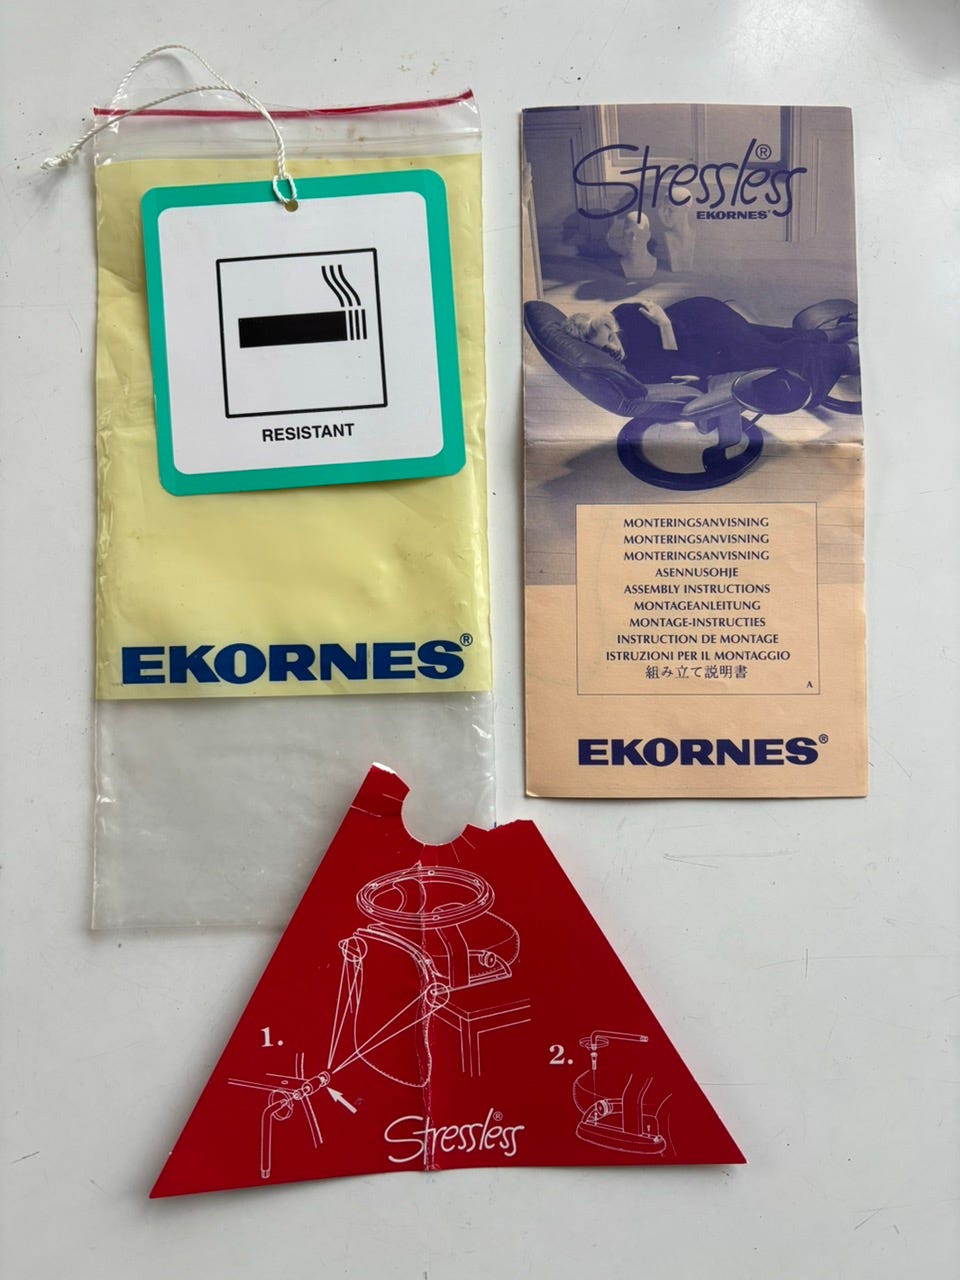 RESISTANT
EKORNES®
Stressless®
EKORNES®
MONTERINGSANVISNING
MONTERINGSANVISNING
MONTERINGSANVISNING
ASENNUSOHJE
ASSEMBLY INSTRUCTIONS
MONTAGEANLEITUNG
MONTAGE-INSTRUCTIES
INSTRUCTION DE MONTAGE
ISTRUZIONI PER IL MONTAGGIO
組み立て説明書
A
EKORNES®
1.
2.
Stressless®